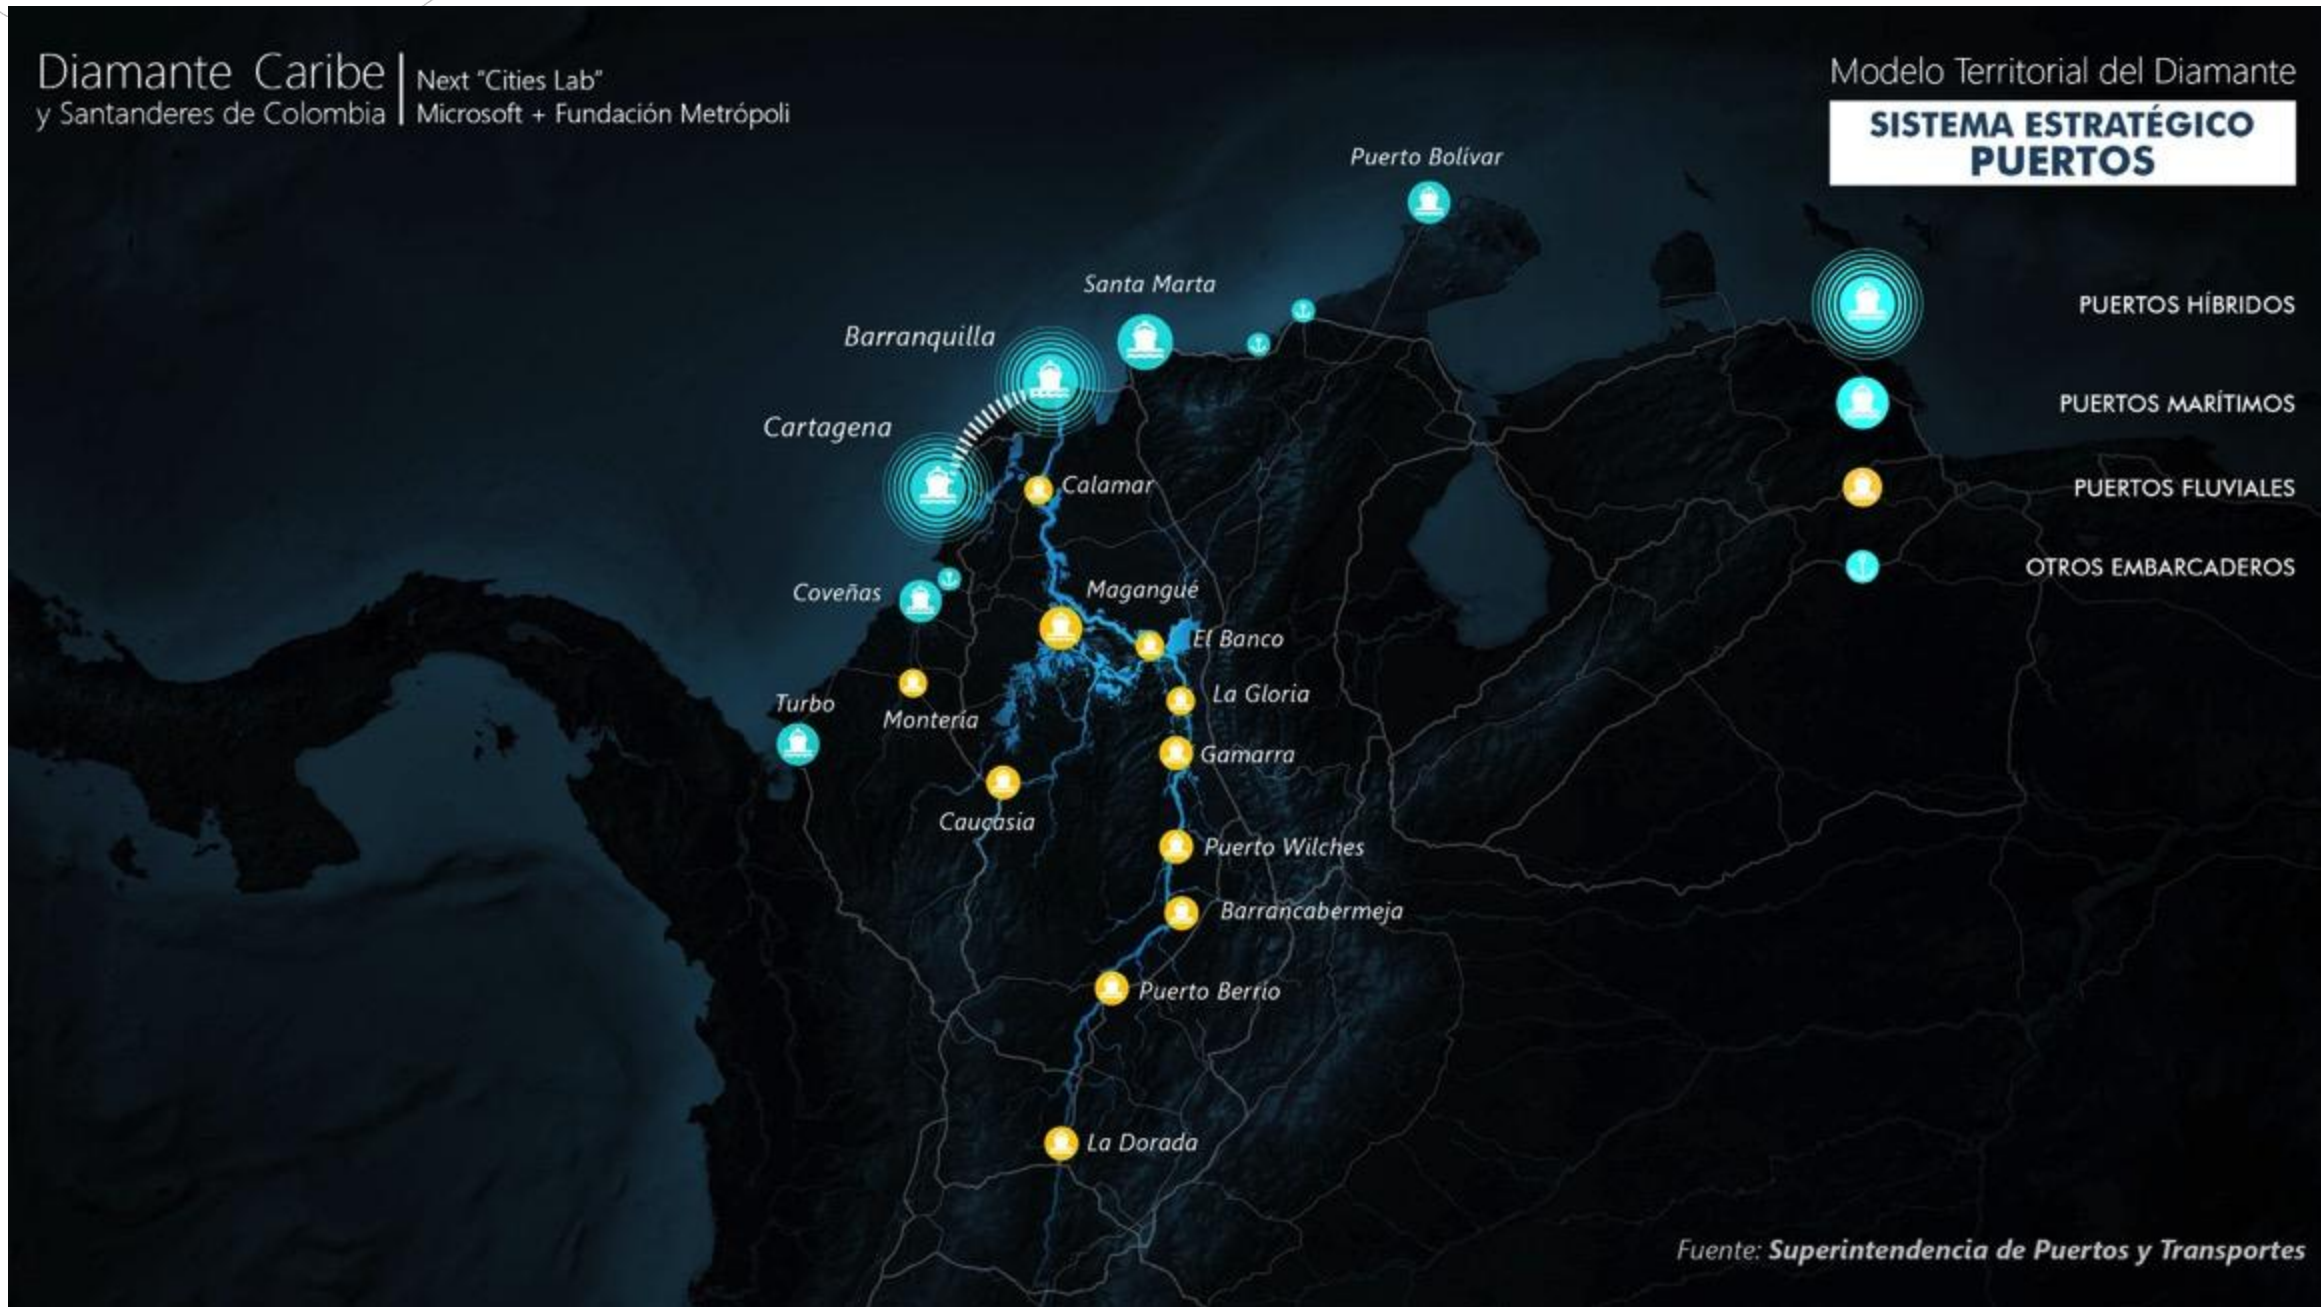 Diamante Caribe
y Santanderes de Colombia
Next "Cities Lab"
Microsoft + Fundación Metrópoli
Modelo Territorial del Diamante
SISTEMA ESTRATÉGICO
PUERTOS
Puerto Bolívar
Santa Marta
Barranquilla
Cartagena
Calamar
Coveñas
Magangué
El Banco
La Gloria
Turbo
Montería
Gamarra
Caucasia
Puerto Wilches
Barrancabermeja
Puerto Berrío
La Dorada
PUERTOS HÍBRIDOS
PUERTOS MARÍTIMOS
PUERTOS FLUVIALES
OTROS EMBARCADEROS
Fuente: Superintendencia de Puertos y Transportes